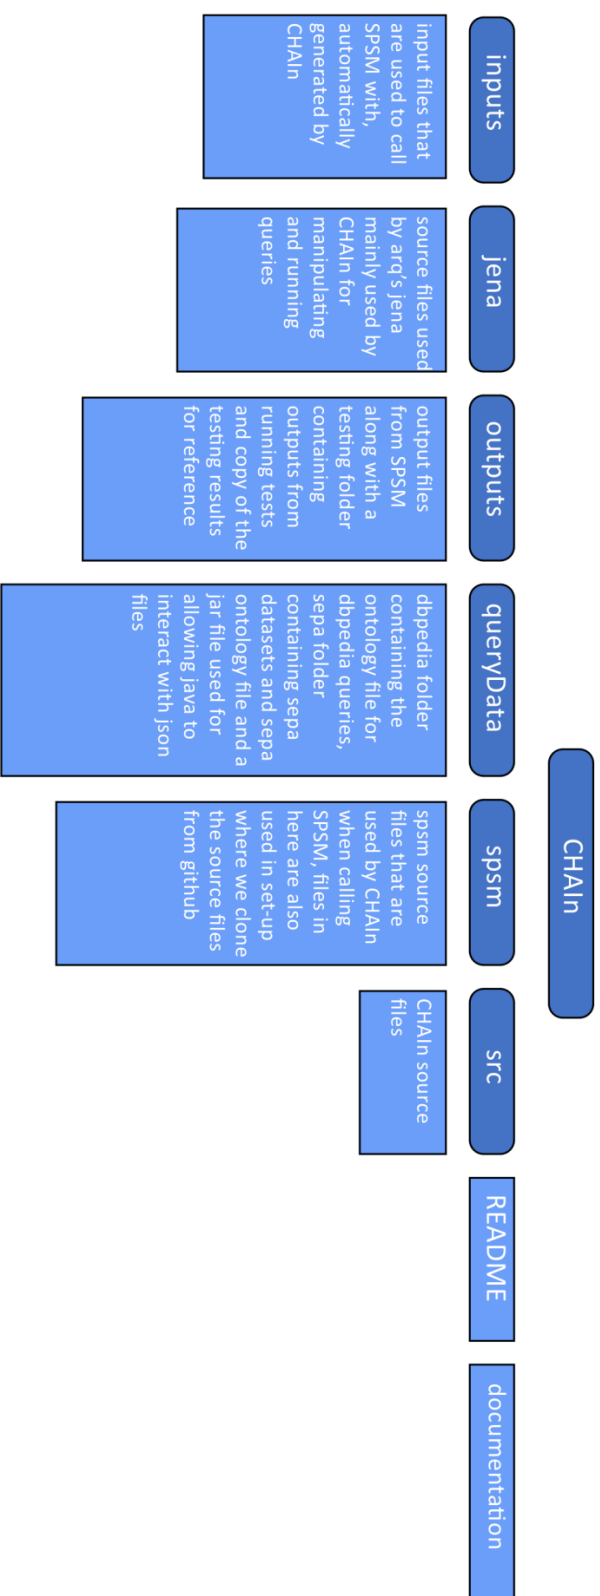 CHAIn
inputs
input files that
are used to call
SPSM with,
automatically
generated by
CHAIn
jena
source files used
by arq's jena
mainly used by
CHAIn for
manipulating
and running
queries
outputs
output files
from SPSM
along with a
testing folder
containing
outputs from
running tests
and copy of the
testing results
for reference
queryData
dbpedia folder
containing the
ontology file for
dbpedia queries,
sepa folder
containing sepa
datasets and sepa
ontology file and a
jar file used for
allowing java to
interact with json
files
spsm
spsm source
files that are
used by CHAIn
when calling
SPSM, files in
here are also
used in set-up
where we clone
the source files
from github
src
CHAIn source
files
README
documentation